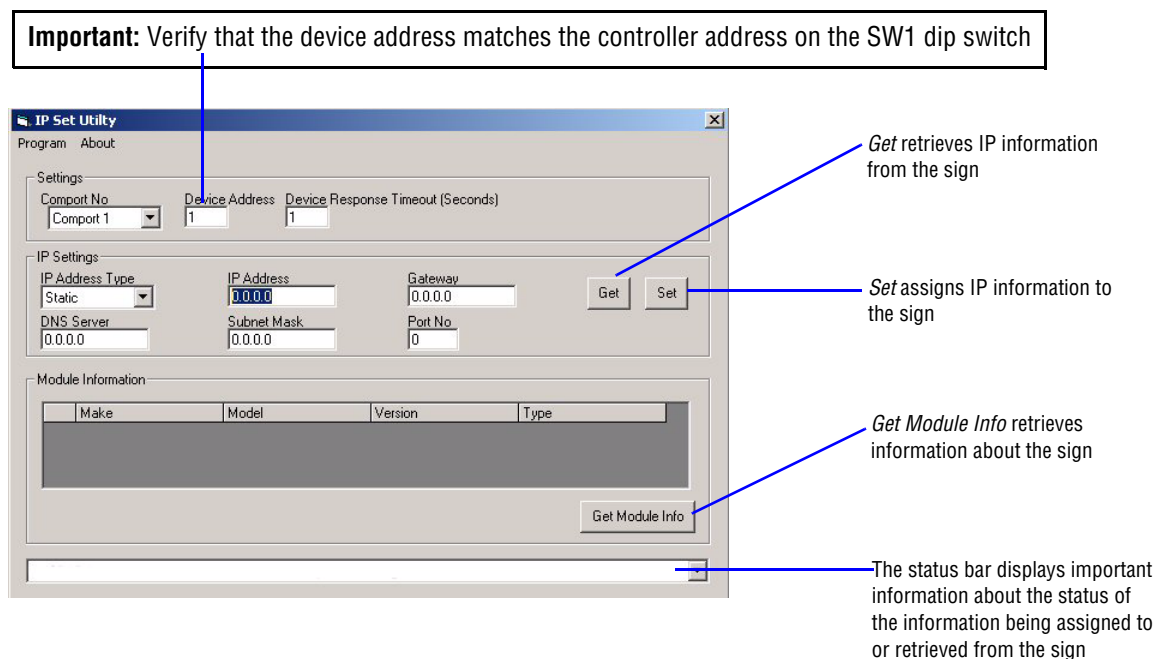 Important: Verify that the device address matches the controller address on the SW1 dip switch
IP Set Utilty
Program About
Settings
Comport No Device Address Device Response Timeout (Seconds)
Comport 1 1 1
IP Settings
IP Address Type IP Address Gateway
Static 0.0.0.0 0.0.0.0 Get Set
DNS Server Subnet Mask Port No
0.0.0.0 0.0.0.0 0
Module Information
Make Model Version Type
Get Module Info
Get retrieves IP information
from the sign
Set assigns IP information to
the sign
Get Module Info retrieves
information about the sign
The status bar displays important
information about the status of
the information being assigned to
or retrieved from the sign